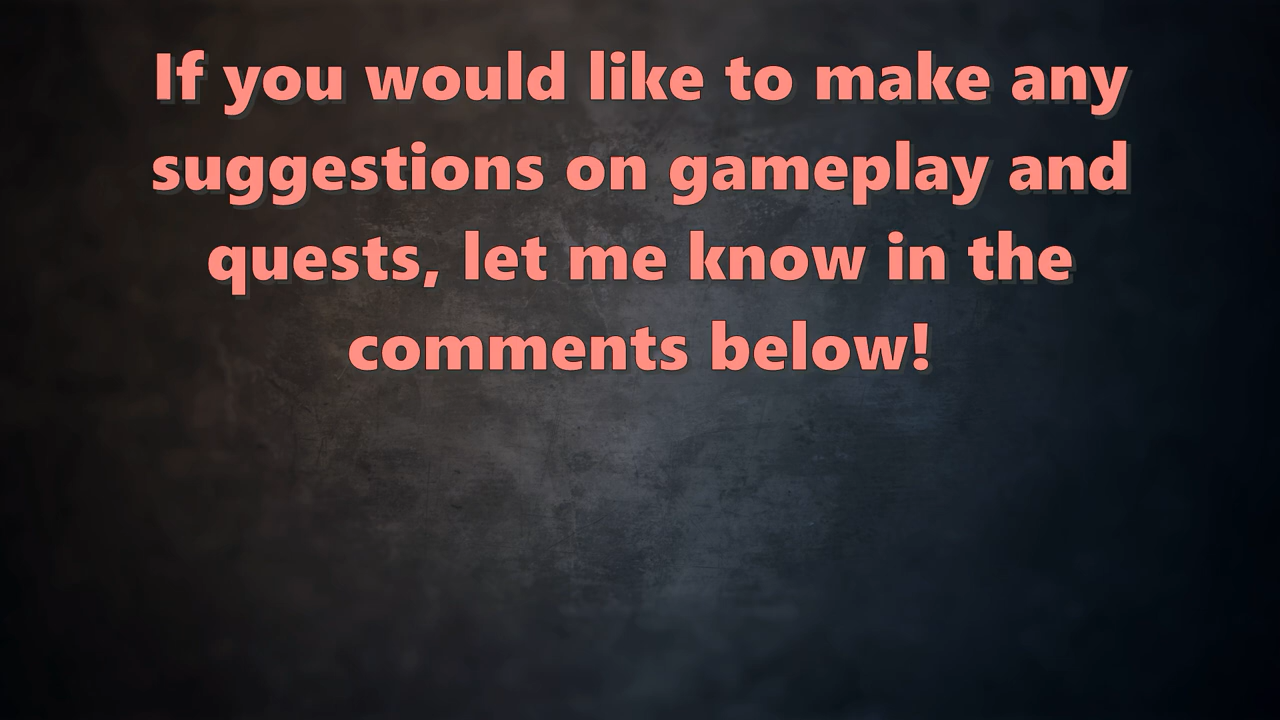 If you would like to make any
suggestions on gameplay and
quests, let me know in the
comments below!